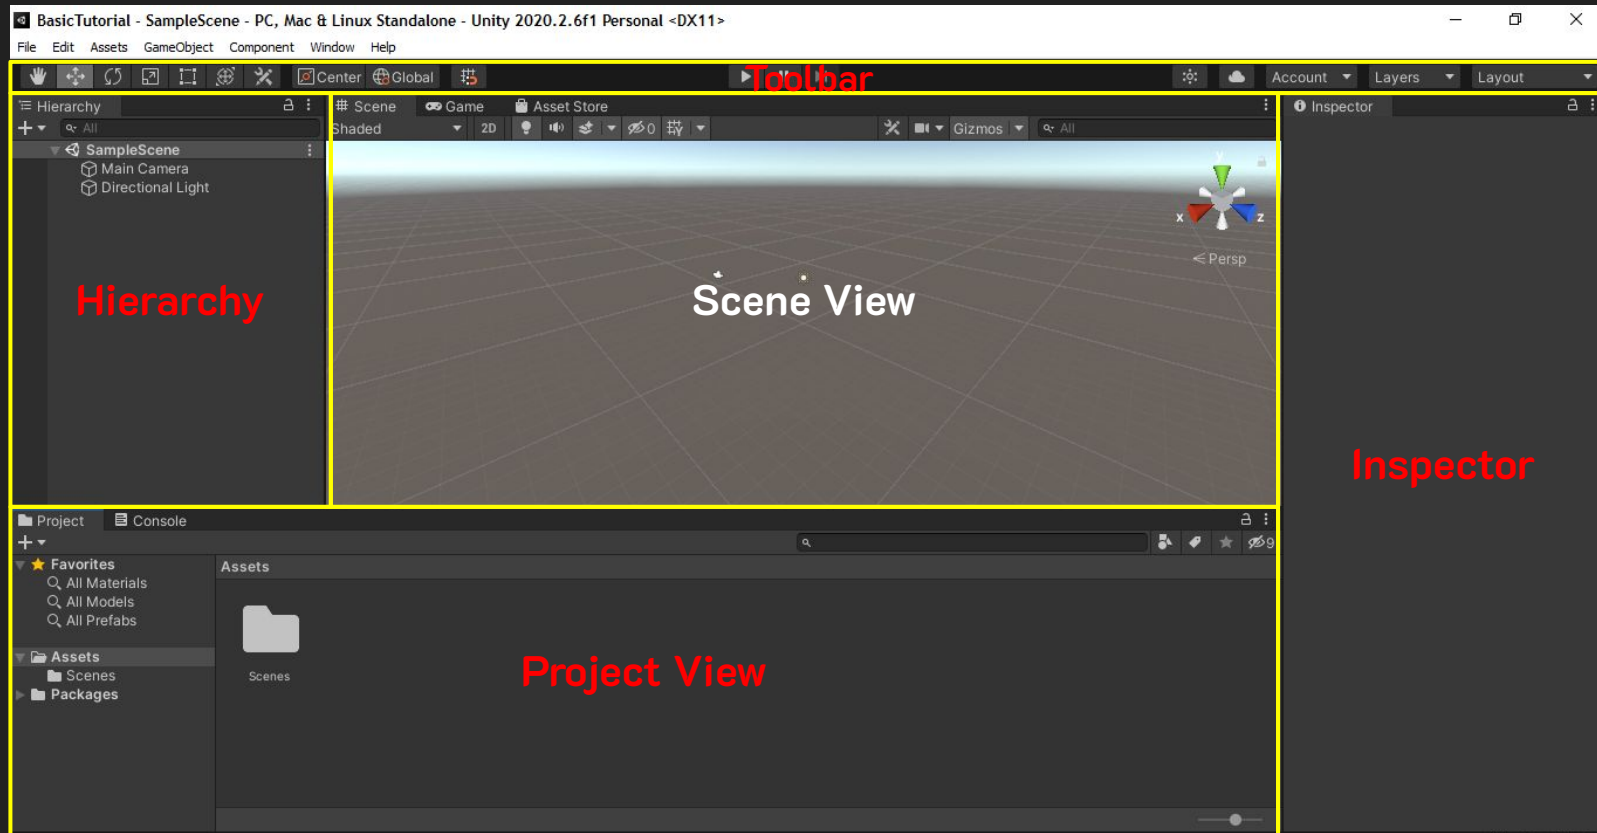 BasicTutorial - SampleScene - PC, Mac & Linux Standalone - Unity 2020.2.6f1 Personal <DX11>
File Edit Assets GameObject Component Window Help
Center Global Toolbar Account Layers Layout
Hierarchy
All
SampleScene
Main Camera
Directional Light
Hierarchy
Scene Game Asset Store
Shaded 2D 0 Gizmos All
y
x z
Persp
Scene View
Inspector
Inspector
Project Console
9
Favorites
All Materials
All Models
All Prefabs
Assets
Scenes
Packages
Assets
Scenes
Project View